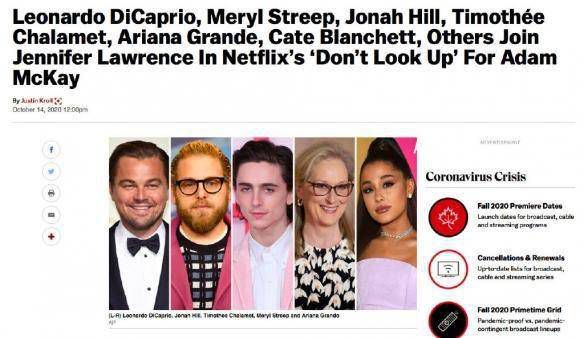 Leonardo DiCaprio, Meryl Streep, Jonah Hill, Timothée
Chalamet, Ariana Grande, Cate Blanchett, Others Join
Jennifer Lawrence In Netflix's 'Don't Look Up' For Adam
McKay
By Justin Kroll
October 14, 2020 12:00pm
ADVERTISEMENT
Coronavirus Crisis
Fall 2020 Premiere Dates
Launch dates for broadcast, cable
and streaming programs
Cancellations & Renewals
Up-to-date lists for broadcast,
cable and streaming series
Fall 2020 Primetime Grid
Pandemic-proof vs. pandemic-
contingent broadcast lineups
(L-R) Leonardo DiCaprio, Jonah Hill, Timothee Chalamet, Meryl Streep and Ariana Grande
AP